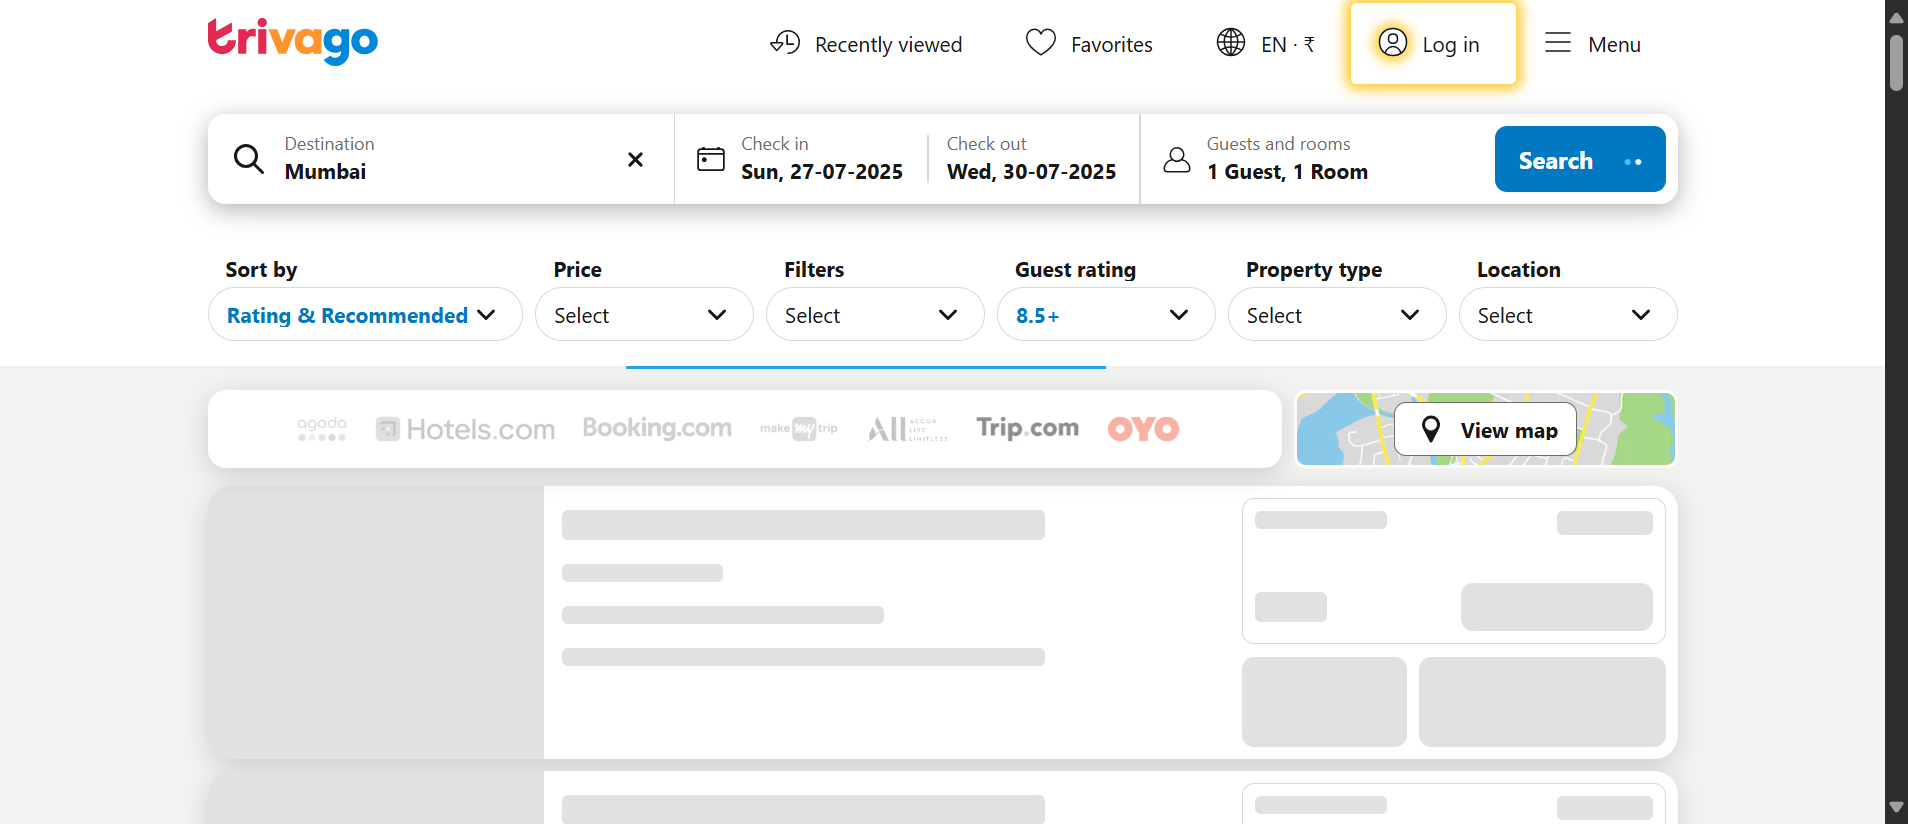 trivago
Recently viewed
Favorites
EN · ₹
Log in
Menu
Destination
Mumbai
Check in
Sun, 27-07-2025
Check out
Wed, 30-07-2025
Guests and rooms
1 Guest, 1 Room
Search
Sort by
Rating & Recommended
Price
Select
Filters
Select
Guest rating
8.5+
Property type
Select
Location
Select
agoda
Hotels.com
Booking.com
make my trip
ALL ACCOR
LIVE
LIMITLESS
Trip.com
OYO
View map